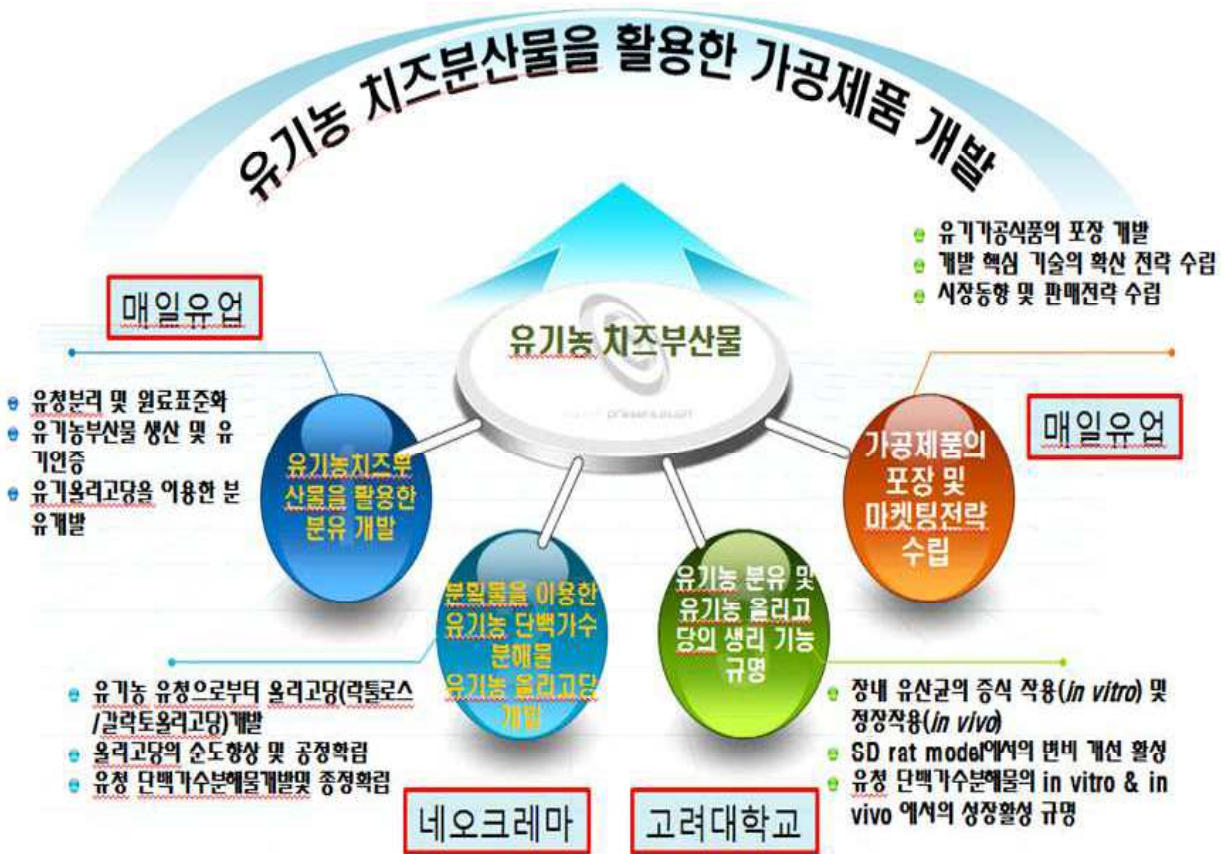 유기농 치즈분산물을 활용한 가공제품 개발
유기가공식품의 포장 개발
개발 핵심 기술의 확산 전략 수립
시장동향 및 판매전략 수립
매일유업
유기농 치즈부산물
유청분리 및 원료표준화
유기농부산물 생산 및 유
기인증
유기올리고당을 이용한 분
유개발
유기농치즈부
산물을 활용한
분유 개발
가공제품의
포장 및
마켓팅전략
수립
매일유업
분획물을 이용한
유기농 단백가수
분해물
유기농 올리고당
개발
유기농 분유 및
유기농 올리고
당의 생리 기능
규명
유기농 유청으로부터 올리고당(락툴로스
/갈락토올리고당)개발
올리고당의 순도향상 및 공정확립
유청 단백가수분해물개발및 종정확립
장내 유산균의 증식 작용(in vitro) 및
정장작용(in vivo)
SD rat model에서의 변비 개선 활성
유청 단백가수분해물의 in vitro & in
vivo 에서의 성장활성 규명
네오크레마
고려대학교